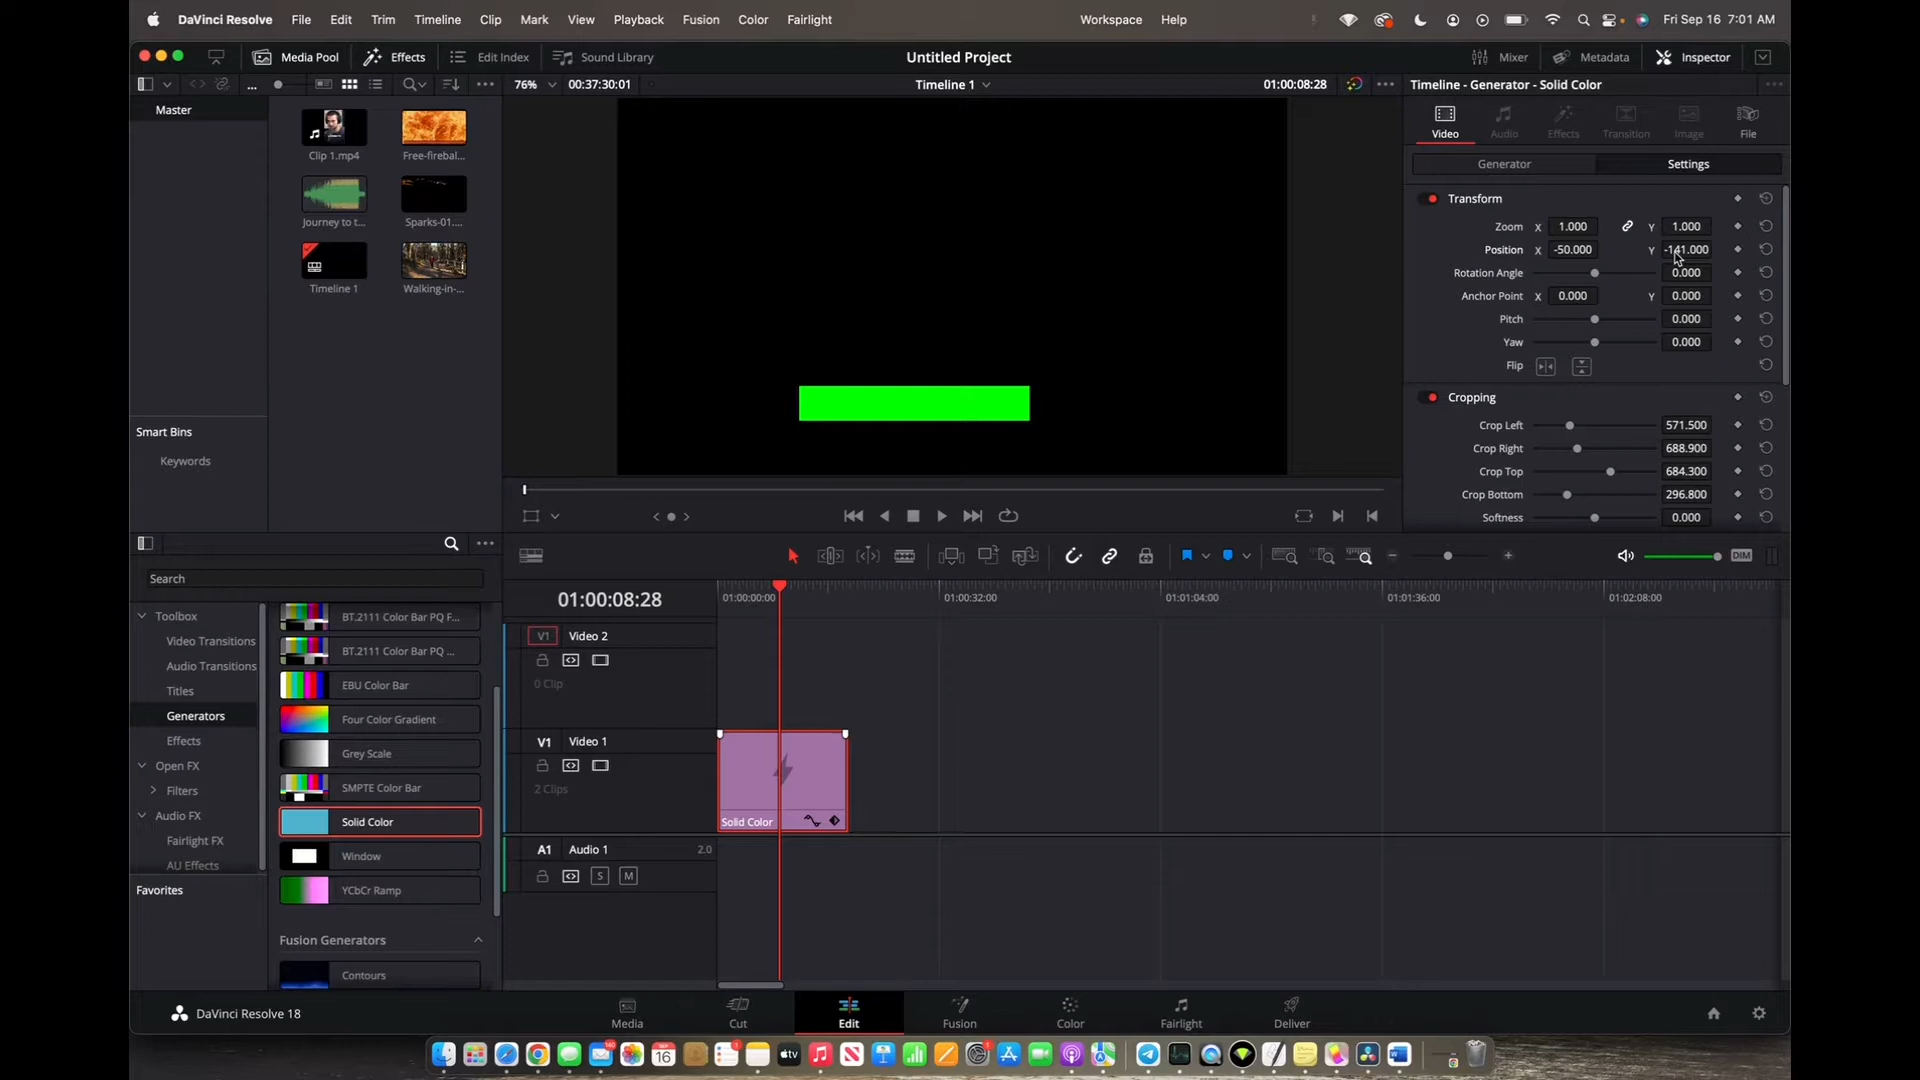 DaVinci Resolve File Edit Trim Timeline Clip Mark View Playback Fusion Color Fairlight Workspace Help Fri Sep 16 7:01 AM
Media Pool Effects Edit Index Sound Library Untitled Project Mixer Metadata Inspector
... 76% 00:37:30:01 Timeline 1 01:00:08:28 Timeline - Generator - Solid Color
Master
Clip 1.mp4 Free-firebal...
Journey to t... Sparks-01....
Timeline 1 Walking-in-...
Smart Bins
Keywords
Video Audio Effects Transition Image File
Generator Settings
Transform
Zoom X 1.000 Y 1.000
Position X -50.000 Y -141.000
Rotation Angle 0.000
Anchor Point X 0.000 Y 0.000
Pitch 0.000
Yaw 0.000
Flip
Cropping
Crop Left 571.500
Crop Right 688.900
Crop Top 684.300
Crop Bottom 296.800
Softness 0.000
DIM
Search
Toolbox
Video Transitions
Audio Transitions
Titles
Generators
Effects
Open FX
Filters
Audio FX
Fairlight FX
AU Effects
Favorites
BT.2111 Color Bar PQ F...
BT.2111 Color Bar PQ ...
EBU Color Bar
Four Color Gradient
Grey Scale
SMPTE Color Bar
Solid Color
Window
YCbCr Ramp
Fusion Generators
Contours
01:00:08:28
01:00:00:00 01:00:32:00 01:01:04:00 01:01:36:00 01:02:08:00
V1 Video 2
0 Clip
V1 Video 1
2 Clips
Solid Color
A1 Audio 1 2.0
S M
DaVinci Resolve 18
Media Cut Edit Fusion Color Fairlight Deliver